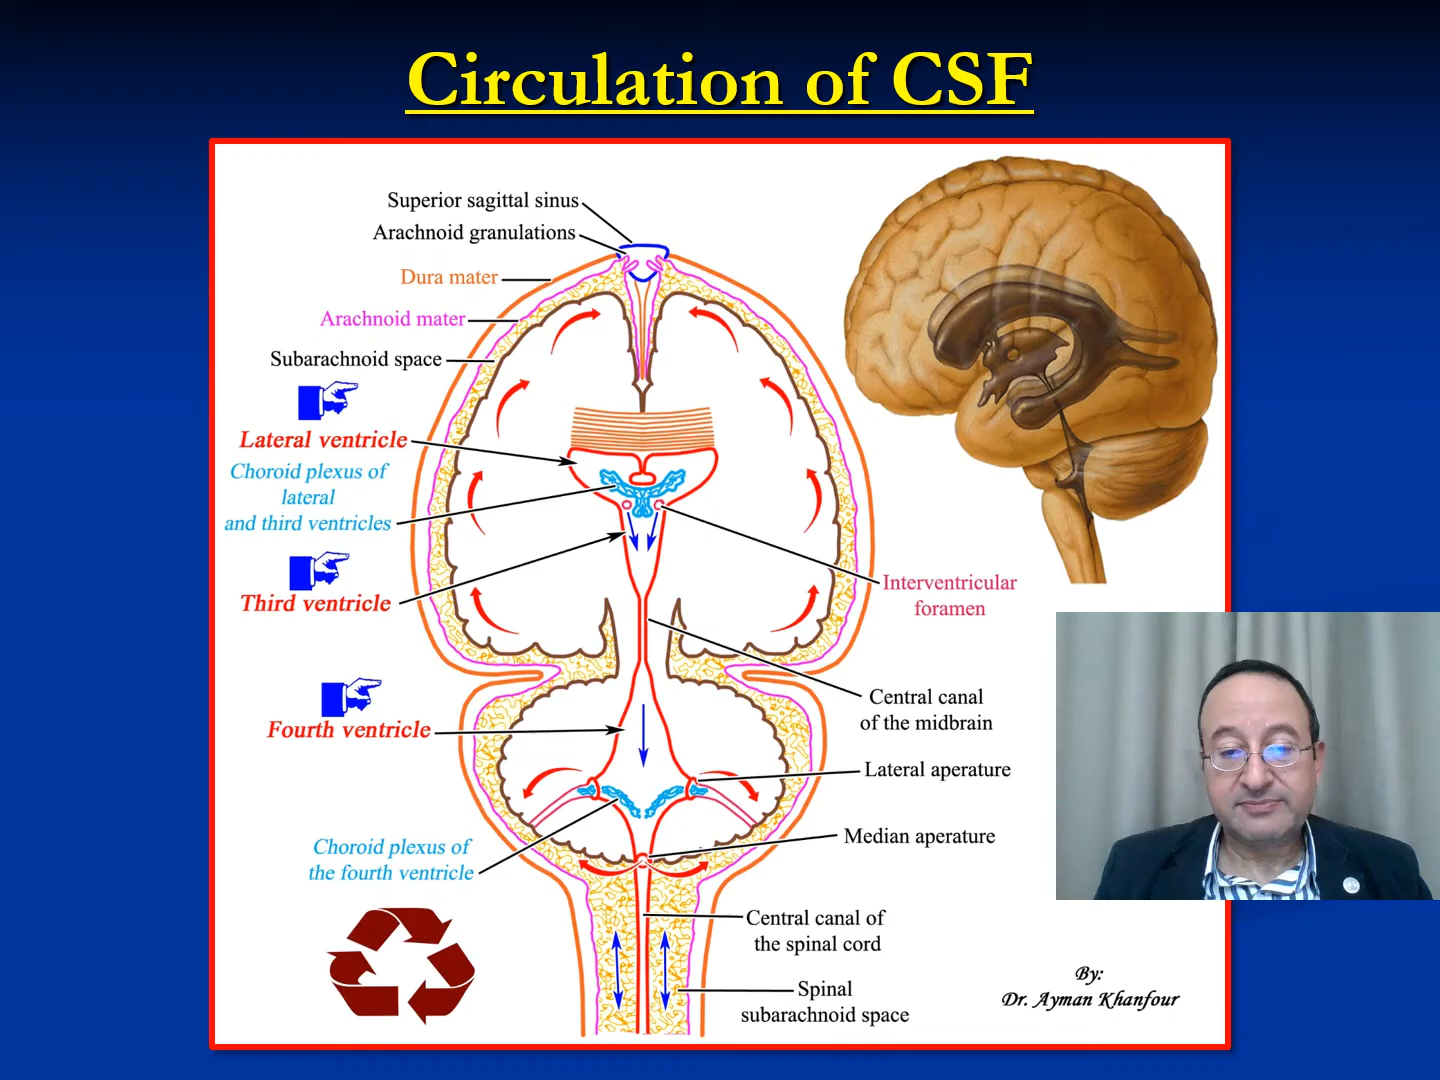 Circulation of CSF
Superior sagittal sinus
Arachnoid granulations
Dura mater
Arachnoid mater
Subarachnoid space
Lateral ventricle
Choroid plexus of
lateral
and third ventricles
Third ventricle
Interventricular
foramen
Central canal
of the midbrain
Fourth ventricle
Lateral aperature
Median aperature
Choroid plexus of
the fourth ventricle
Central canal of
the spinal cord
Spinal
subarachnoid space
By:
Dr. Ayman Khanfour